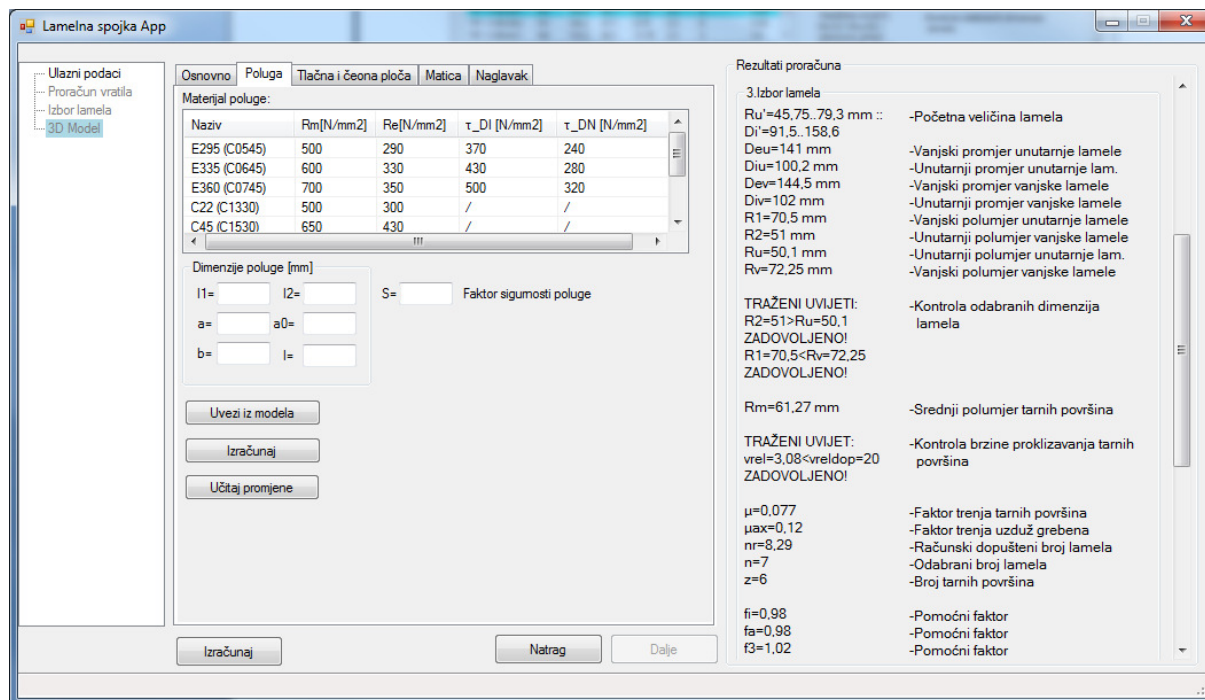 Lamelna spojka App
Ulazni podaci
Proračun vratila
Izbor lamela
3D Model
Osnovno Poluga Tlačna i čeona ploča Matica Naglavak
Materijal poluge:
Naziv Rm[N/mm2] Re[N/mm2] τ_DI [N/mm2] τ_DN [N/mm2]
E295 (C0545) 500 290 370 240
E335 (C0645) 600 330 430 280
E360 (C0745) 700 350 500 320
C22 (C1330) 500 300 / /
C45 (C1530) 650 430 / /
Dimenzije poluge [mm]
l1= l2= S= Faktor sigurnosti poluge
a= a0=
b= l=
Uvezi iz modela
Izračunaj
Učitaj promjene
Izračunaj Natrag Dalje
Rezultati proračuna
3.Izbor lamela
Ru'=45,75..79,3 mm :: -Početna veličina lamela
Di'=91,5..158,6
Deu=141 mm -Vanjski promjer unutarnje lamele
Diu=100,2 mm -Unutarnji promjer unutarnje lam.
Dev=144,5 mm -Vanjski promjer vanjske lamele
Div=102 mm -Unutarnji promjer vanjske lamele
R1=70,5 mm -Vanjski polumjer unutarnje lamele
R2=51 mm -Unutarnji polumjer vanjske lamele
Ru=50,1 mm -Unutarnji polumjer unutarnje lam.
Rv=72,25 mm -Vanjski polumjer vanjske lamele
TRAŽENI UVIJETI: -Kontrola odabranih dimenzija
R2=51>Ru=50,1 lamela
ZADOVOLJENO!
R1=70,5<Rv=72,25
ZADOVOLJENO!
Rm=61,27 mm -Srednji polumjer tarnih površina
TRAŽENI UVIJET: -Kontrola brzine proklizavanja tarnih
vrel=3,08<vreldop=20 površina
ZADOVOLJENO!
μ=0,077 -Faktor trenja tarnih površina
μax=0,12 -Faktor trenja uzduž grebena
nr=8,29 -Računski dopušteni broj lamela
n=7 -Odabrani broj lamela
z=6 -Broj tarnih površina
fi=0,98 -Pomoćni faktor
fa=0,98 -Pomoćni faktor
f3=1,02 -Pomoćni faktor